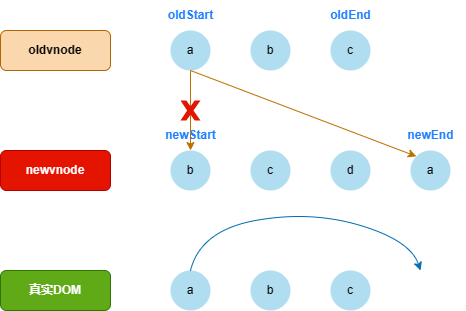 oldStart oldEnd
oldvnode a b c
X
newStart newEnd
newvnode b c d a
真实DOM a b c